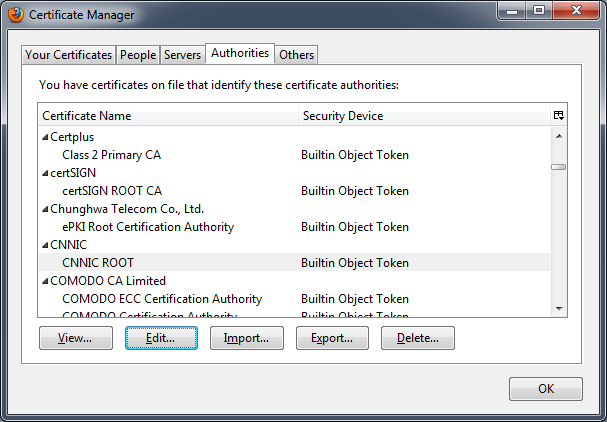 Certificate Manager
Your Certificates People Servers Authorities Others
You have certificates on file that identify these certificate authorities:
Certificate Name Security Device
Certplus
Class 2 Primary CA Builtin Object Token
certSIGN
certSIGN ROOT CA Builtin Object Token
Chunghwa Telecom Co., Ltd.
ePKI Root Certification Authority Builtin Object Token
CNNIC
CNNIC ROOT Builtin Object Token
COMODO CA Limited
COMODO ECC Certification Authority Builtin Object Token
COMODO Certification Authority Builtin Object Token
View... Edit... Import... Export... Delete...
OK